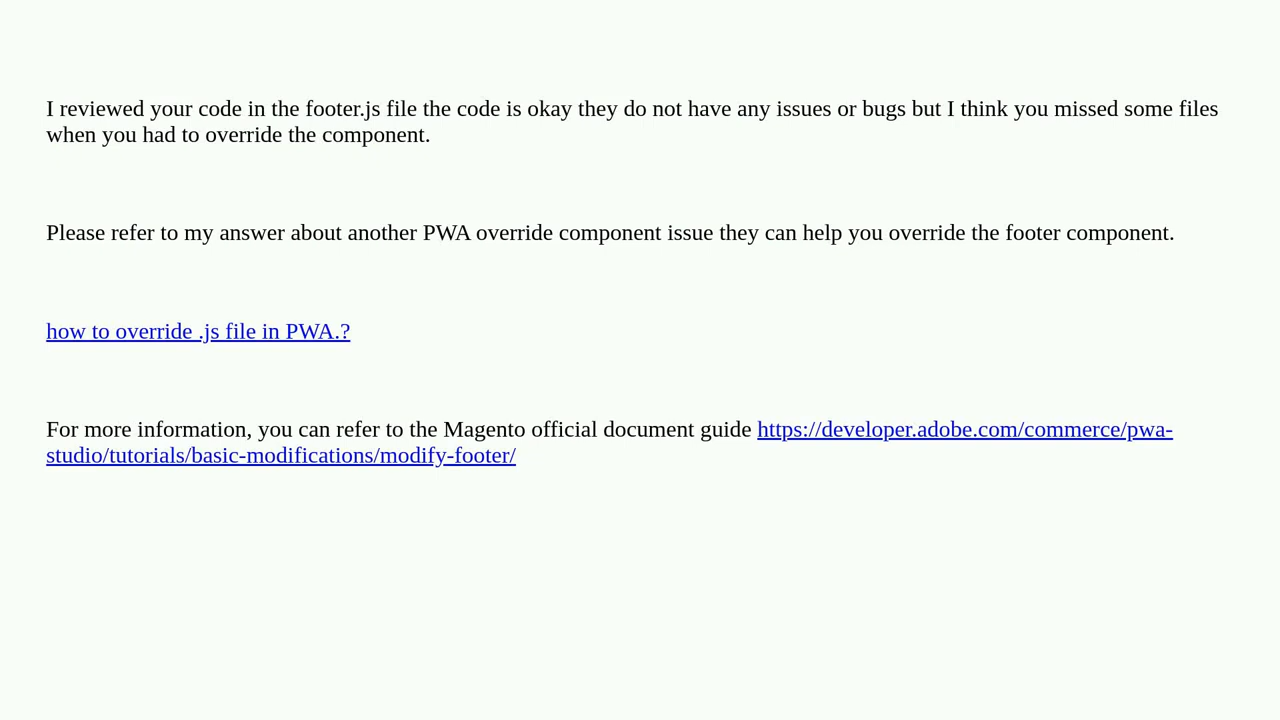 I reviewed your code in the footer.js file the code is okay they do not have any issues or bugs but I think you missed some files
when you had to override the component.
Please refer to my answer about another PWA override component issue they can help you override the footer component.
how to override .js file in PWA.?
For more information, you can refer to the Magento official document guide https://developer.adobe.com/commerce/pwa-
studio/tutorials/basic-modifications/modify-footer/